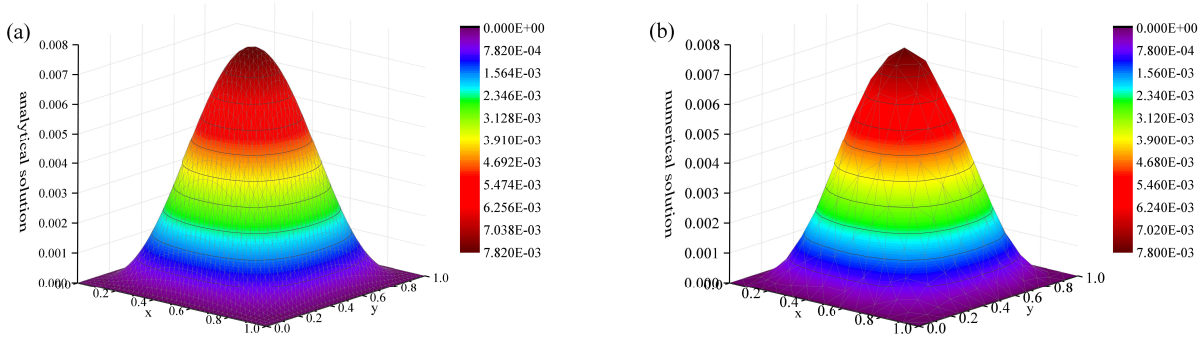 (a)
analytical solution
0.008
0.007
0.006
0.005
0.004
0.003
0.002
0.001
0.000
0.0
0.2
0.4
0.6
0.8
1.0
x
0.0
0.2
0.4
0.6
0.8
1.0
y
0.000E+00
7.820E-04
1.564E-03
2.346E-03
3.128E-03
3.910E-03
4.692E-03
5.474E-03
6.256E-03
7.038E-03
7.820E-03
(b)
numerical solution
0.008
0.007
0.006
0.005
0.004
0.003
0.002
0.001
0.000
0.0
0.2
0.4
0.6
0.8
1.0
x
0.0
0.2
0.4
0.6
0.8
1.0
y
0.000E+00
7.800E-04
1.560E-03
2.340E-03
3.120E-03
3.900E-03
4.680E-03
5.460E-03
6.240E-03
7.020E-03
7.800E-03